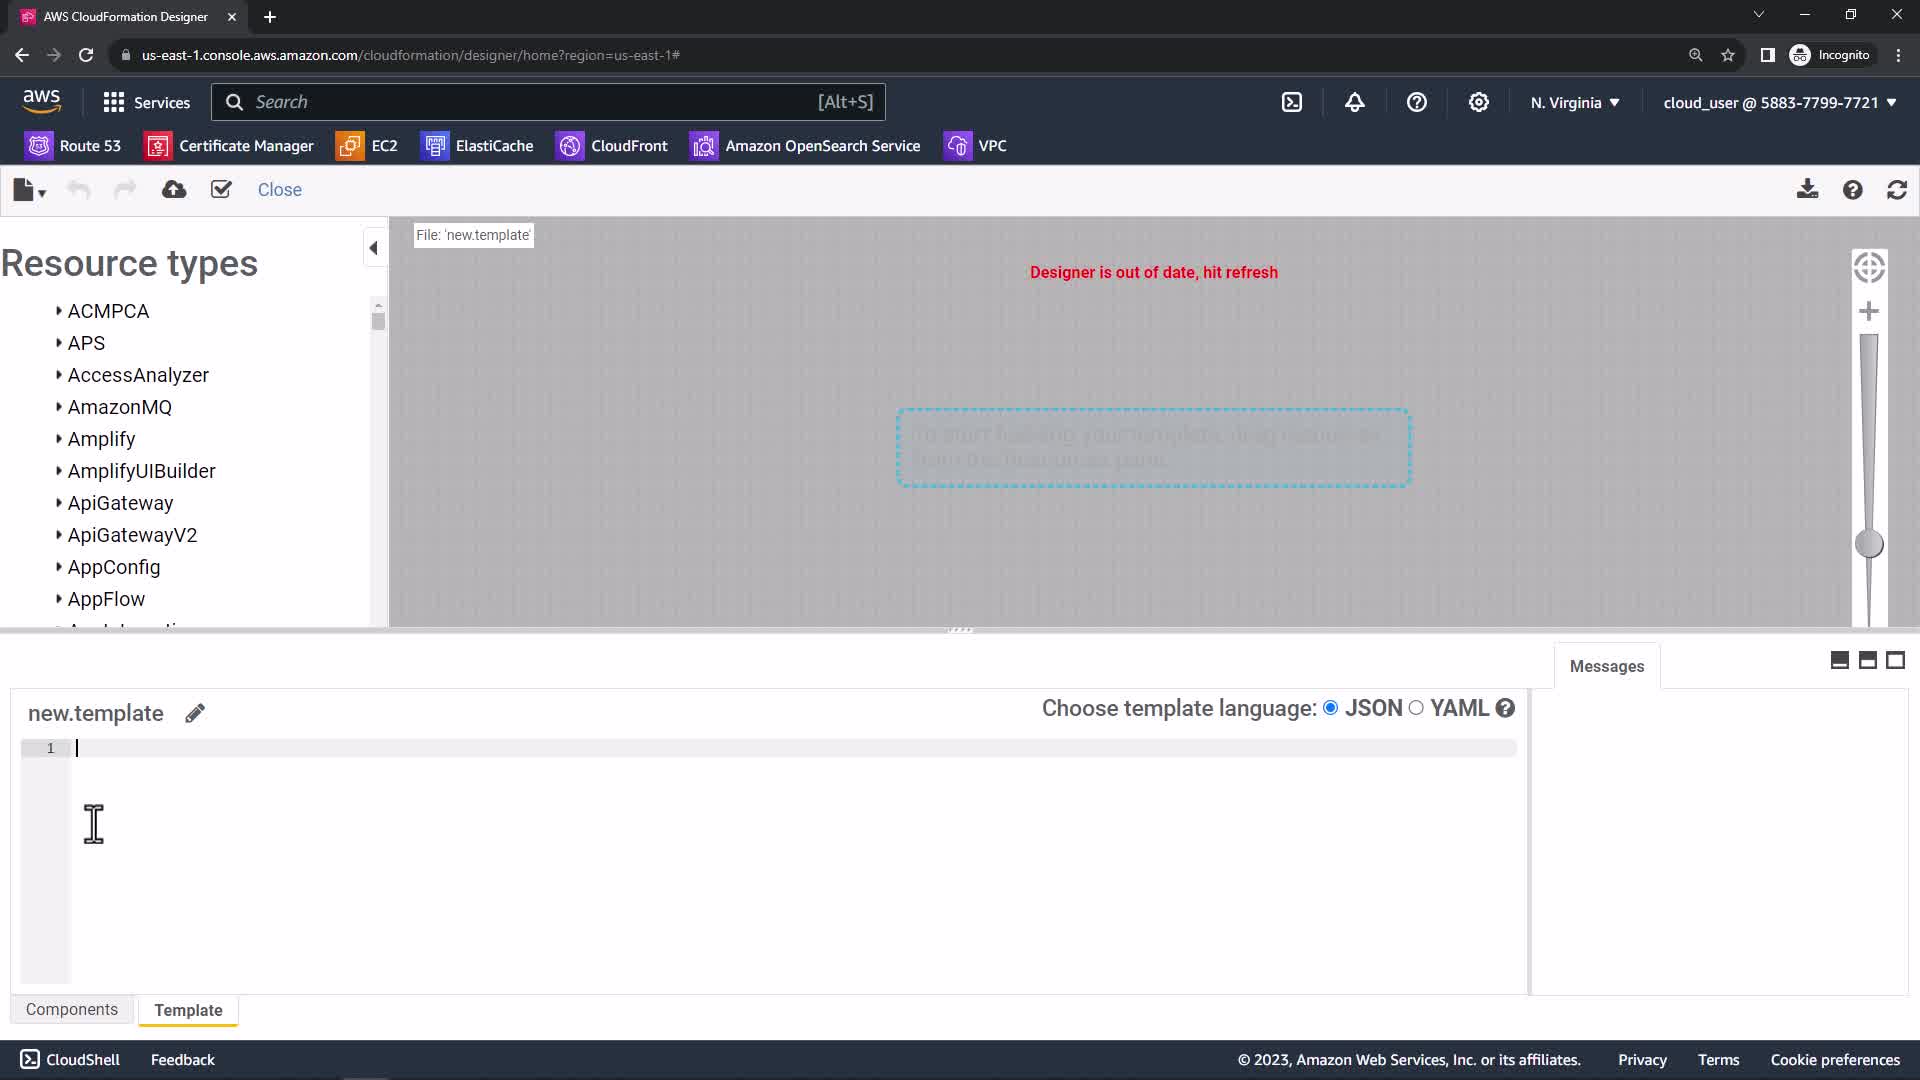 AWS CloudFormation Designer
us-east-1.console.aws.amazon.com/cloudformation/designer/home?region=us-east-1#
Incognito
aws
Services
Search
[Alt+S]
N. Virginia
cloud_user @ 5883-7799-7721
Route 53
Certificate Manager
EC2
ElastiCache
CloudFront
Amazon OpenSearch Service
VPC
Close
Resource types
File: 'new.template'
Designer is out of date, hit refresh
ACMPCA
APS
AccessAnalyzer
AmazonMQ
Amplify
AmplifyUIBuilder
ApiGateway
ApiGatewayV2
AppConfig
AppFlow
Messages
new.template
Choose template language: JSON YAML
1
Components
Template
CloudShell
Feedback
© 2023, Amazon Web Services, Inc. or its affiliates.
Privacy
Terms
Cookie preferences